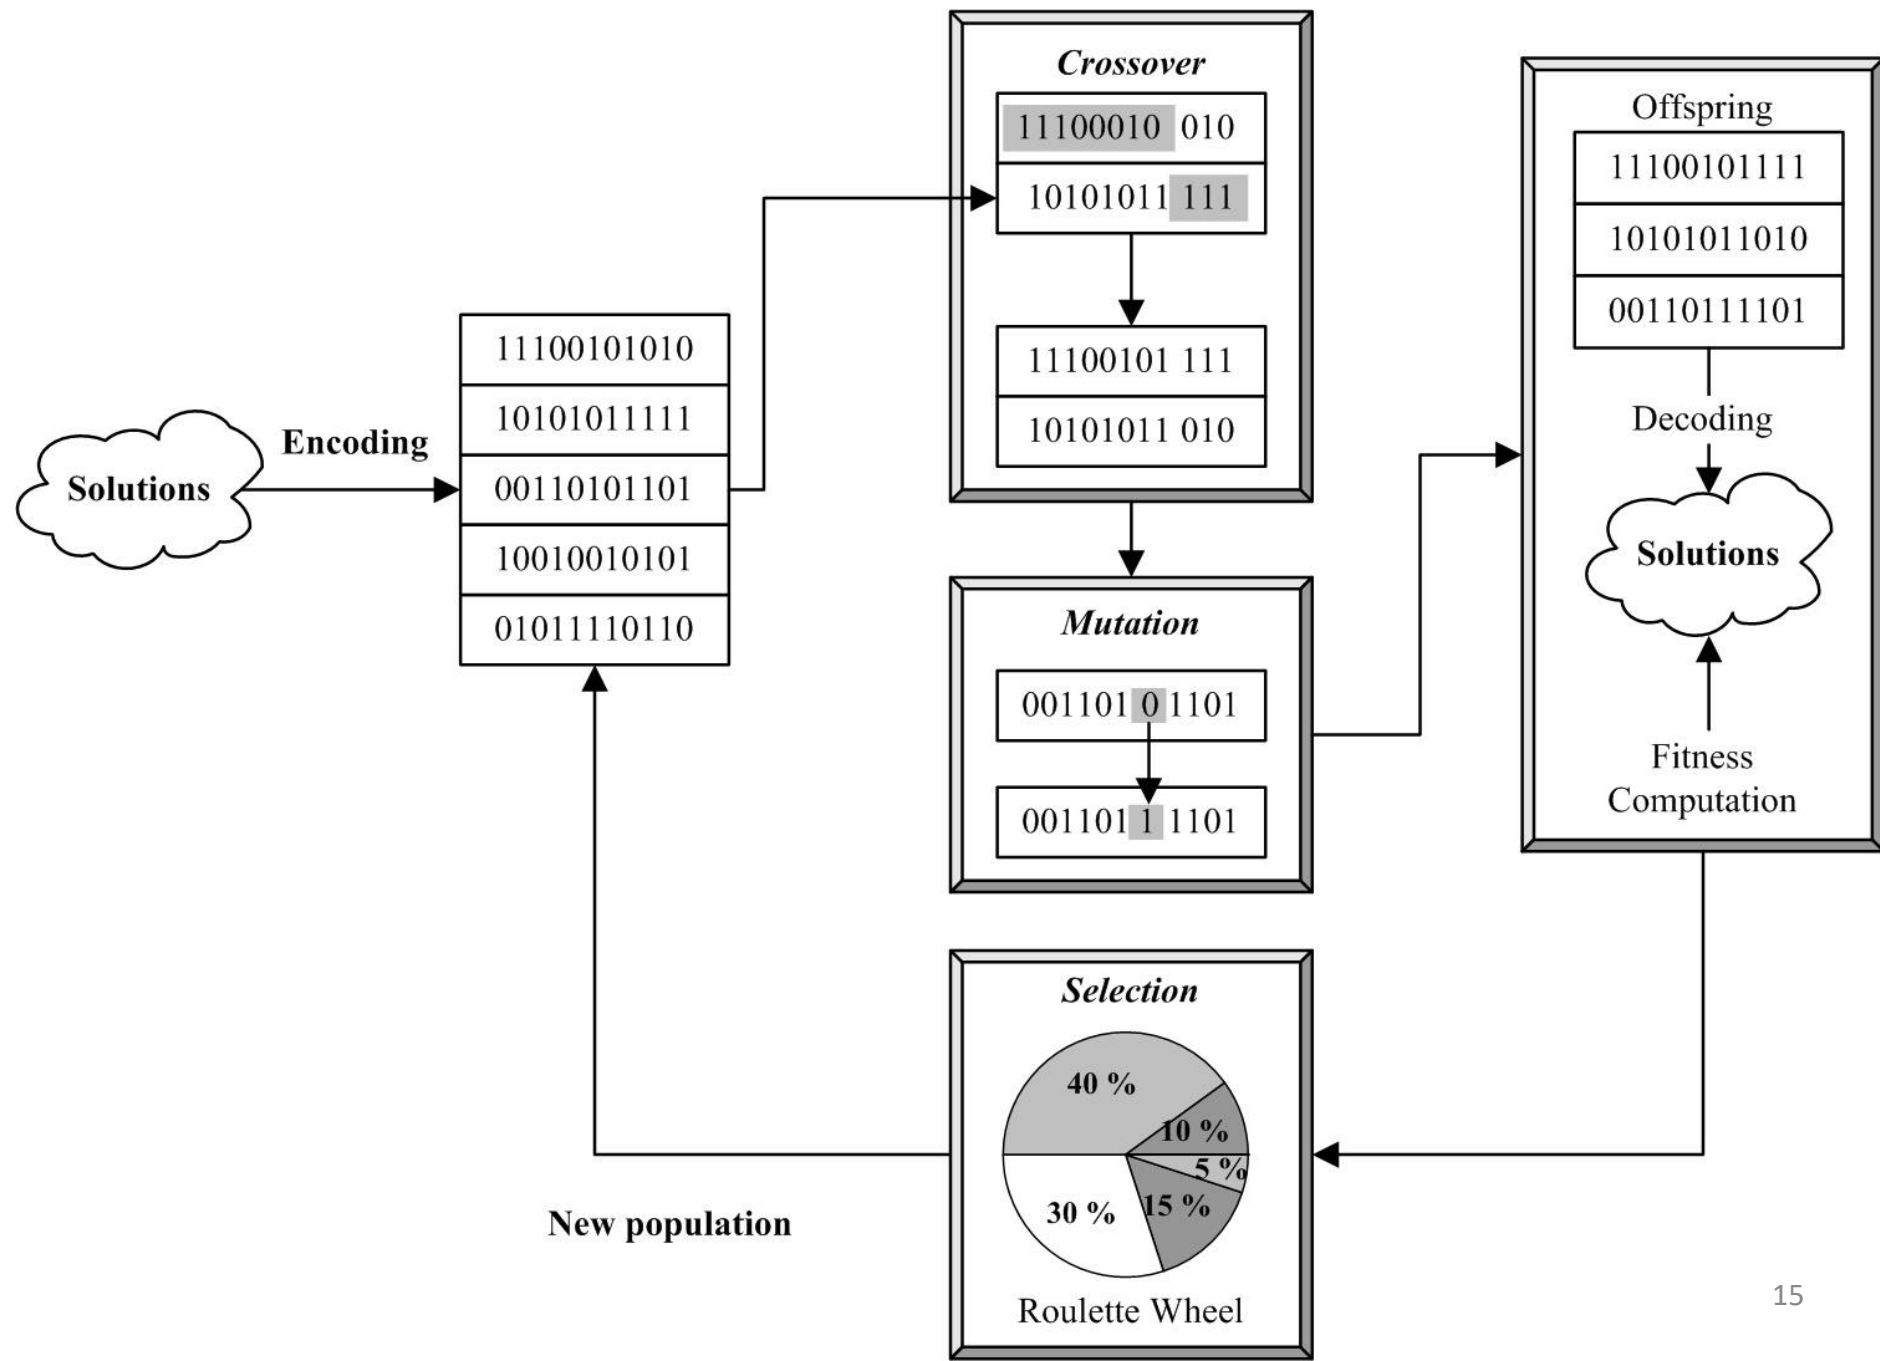 Solutions
Encoding
11100101010
10101011111
00110101101
10010010101
01011110110
Crossover
11100010 010
10101011 111
11100101 111
10101011 010
Mutation
001101 0 1101
001101 1 1101
Offspring
11100101111
10101011010
00110111101
Decoding
Solutions
Fitness
Computation
Selection
40 %
10 %
5 %
15 %
30 %
Roulette Wheel
New population
15